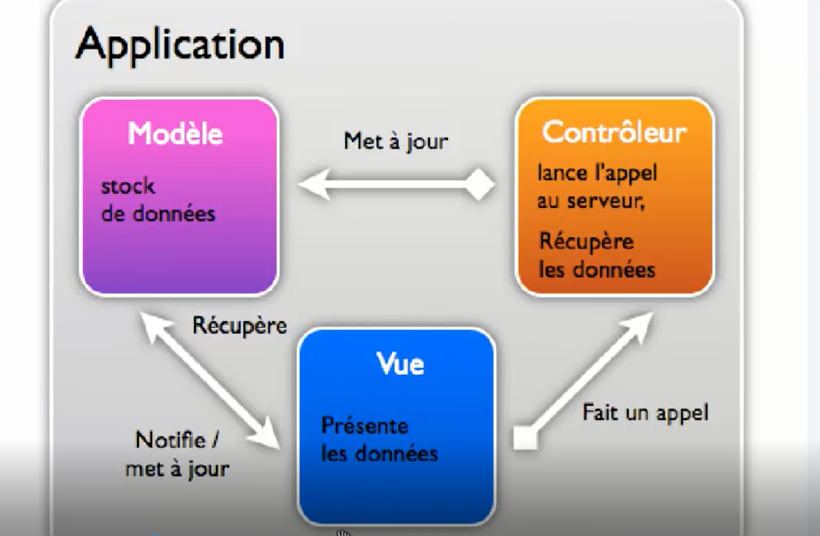 Application
Modèle
stock
de données
Met à jour
Contrôleur
lance l'appel
au serveur,
Récupère
les données
Récupère
Vue
Présente
les données
Notifie /
met à jour
Fait un appel